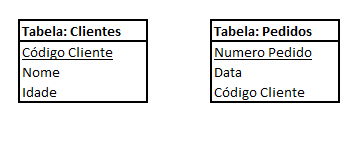 Tabela: Clientes
Código Cliente
Nome
Idade
Tabela: Pedidos
Numero Pedido
Data
Código Cliente